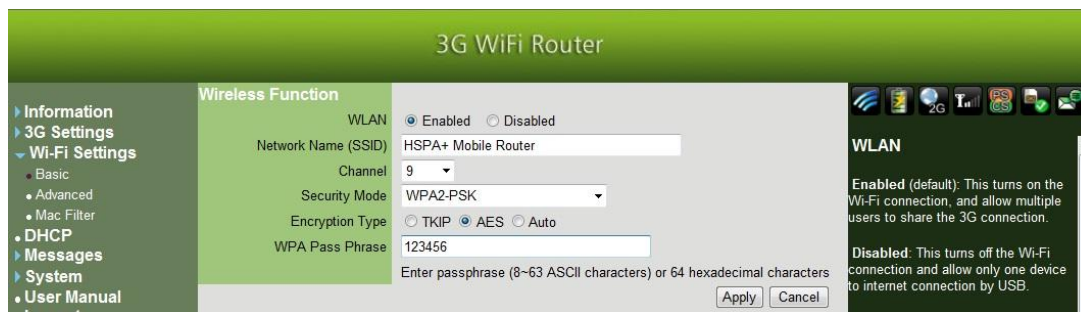 3G WiFi Router
Information
3G Settings
Wi-Fi Settings
Basic
Advanced
Mac Filter
DHCP
Messages
System
User Manual
Wireless Function
WLAN Enabled Disabled
Network Name (SSID) HSPA+ Mobile Router
Channel 9
Security Mode WPA2-PSK
Encryption Type TKIP AES Auto
WPA Pass Phrase 123456
Enter passphrase (8~63 ASCII characters) or 64 hexadecimal characters
Apply Cancel
2G
PS
CS
WLAN
Enabled (default): This turns on the
Wi-Fi connection, and allow multiple
users to share the 3G connection.
Disabled: This turns off the Wi-Fi
connection and allow only one device
to internet connection by USB.